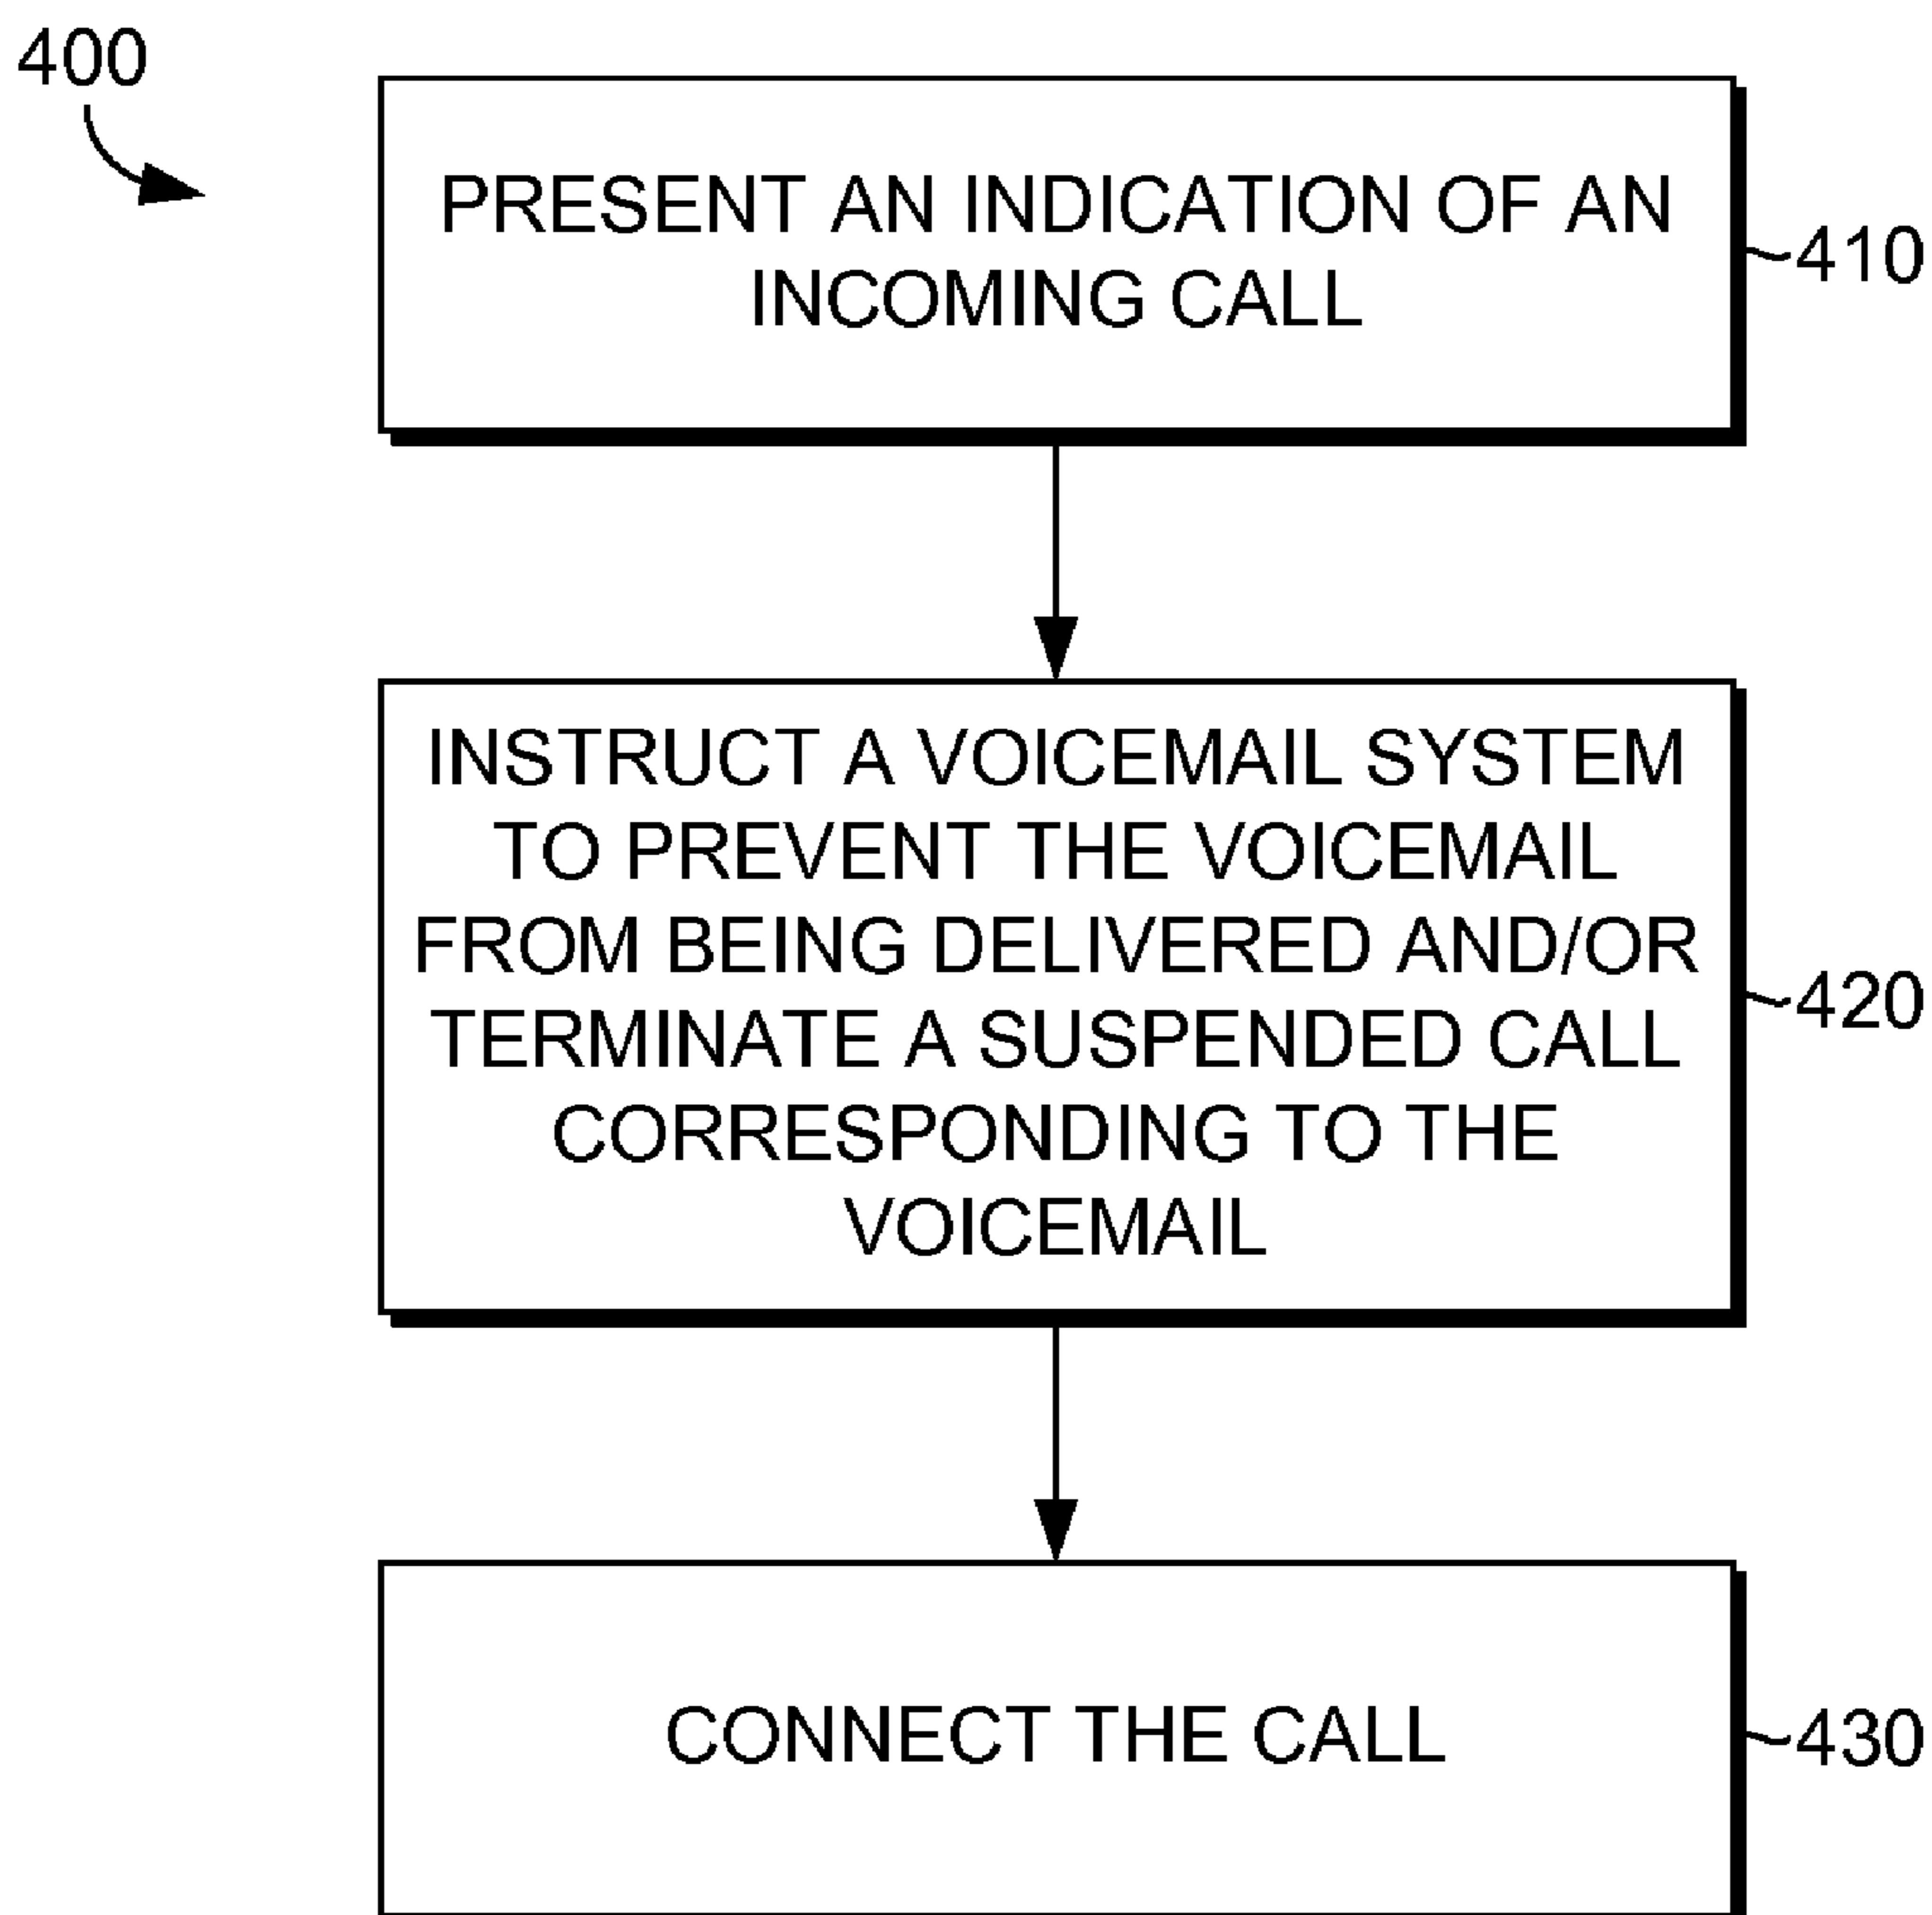 400
PRESENT AN INDICATION OF AN
INCOMING CALL
410
INSTRUCT A VOICEMAIL SYSTEM
TO PREVENT THE VOICEMAIL
FROM BEING DELIVERED AND/OR
TERMINATE A SUSPENDED CALL
CORRESPONDING TO THE
VOICEMAIL
420
CONNECT THE CALL
430